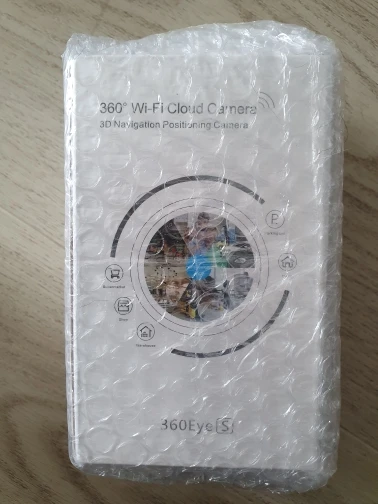 360° Wi-Fi Cloud Camera
3D Navigation Positioning Camera
360Eye[S]